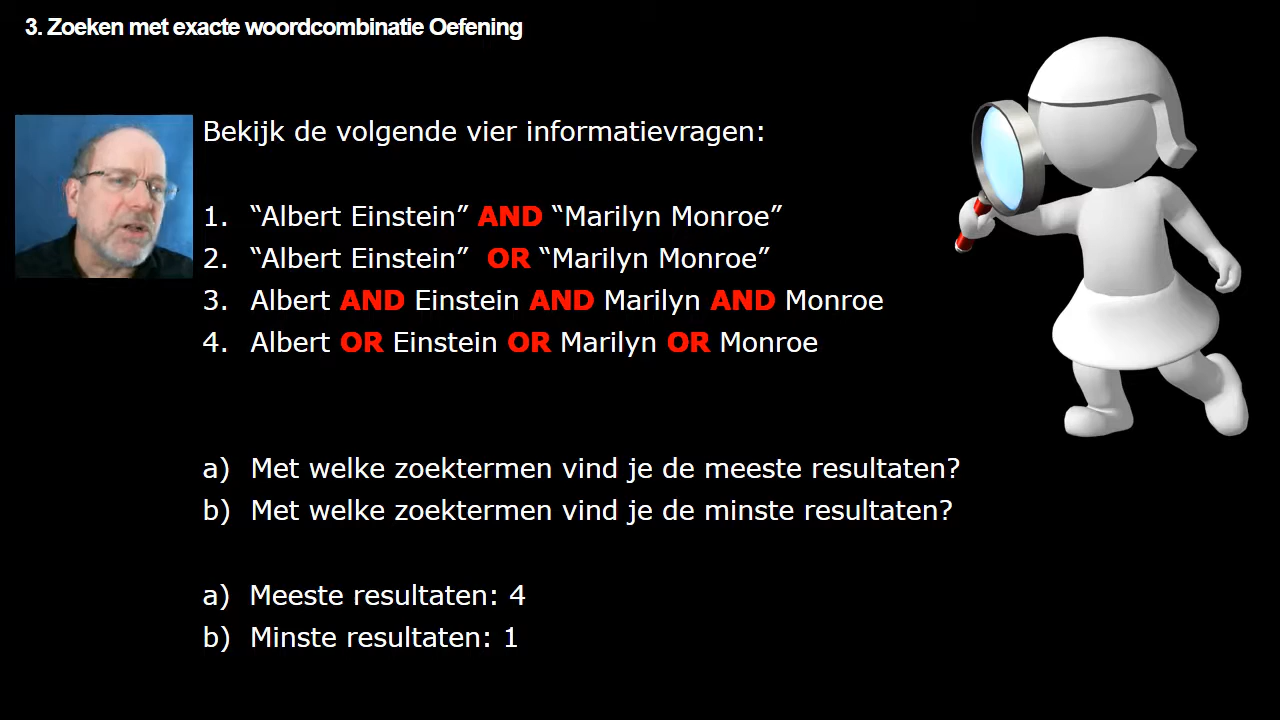 3. Zoeken met exacte woordcombinatie Oefening
Bekijk de volgende vier informatievragen:
1. “Albert Einstein” AND “Marilyn Monroe”
2. “Albert Einstein” OR “Marilyn Monroe”
3. Albert AND Einstein AND Marilyn AND Monroe
4. Albert OR Einstein OR Marilyn OR Monroe
a) Met welke zoektermen vind je de meeste resultaten?
b) Met welke zoektermen vind je de minste resultaten?
a) Meeste resultaten: 4
b) Minste resultaten: 1